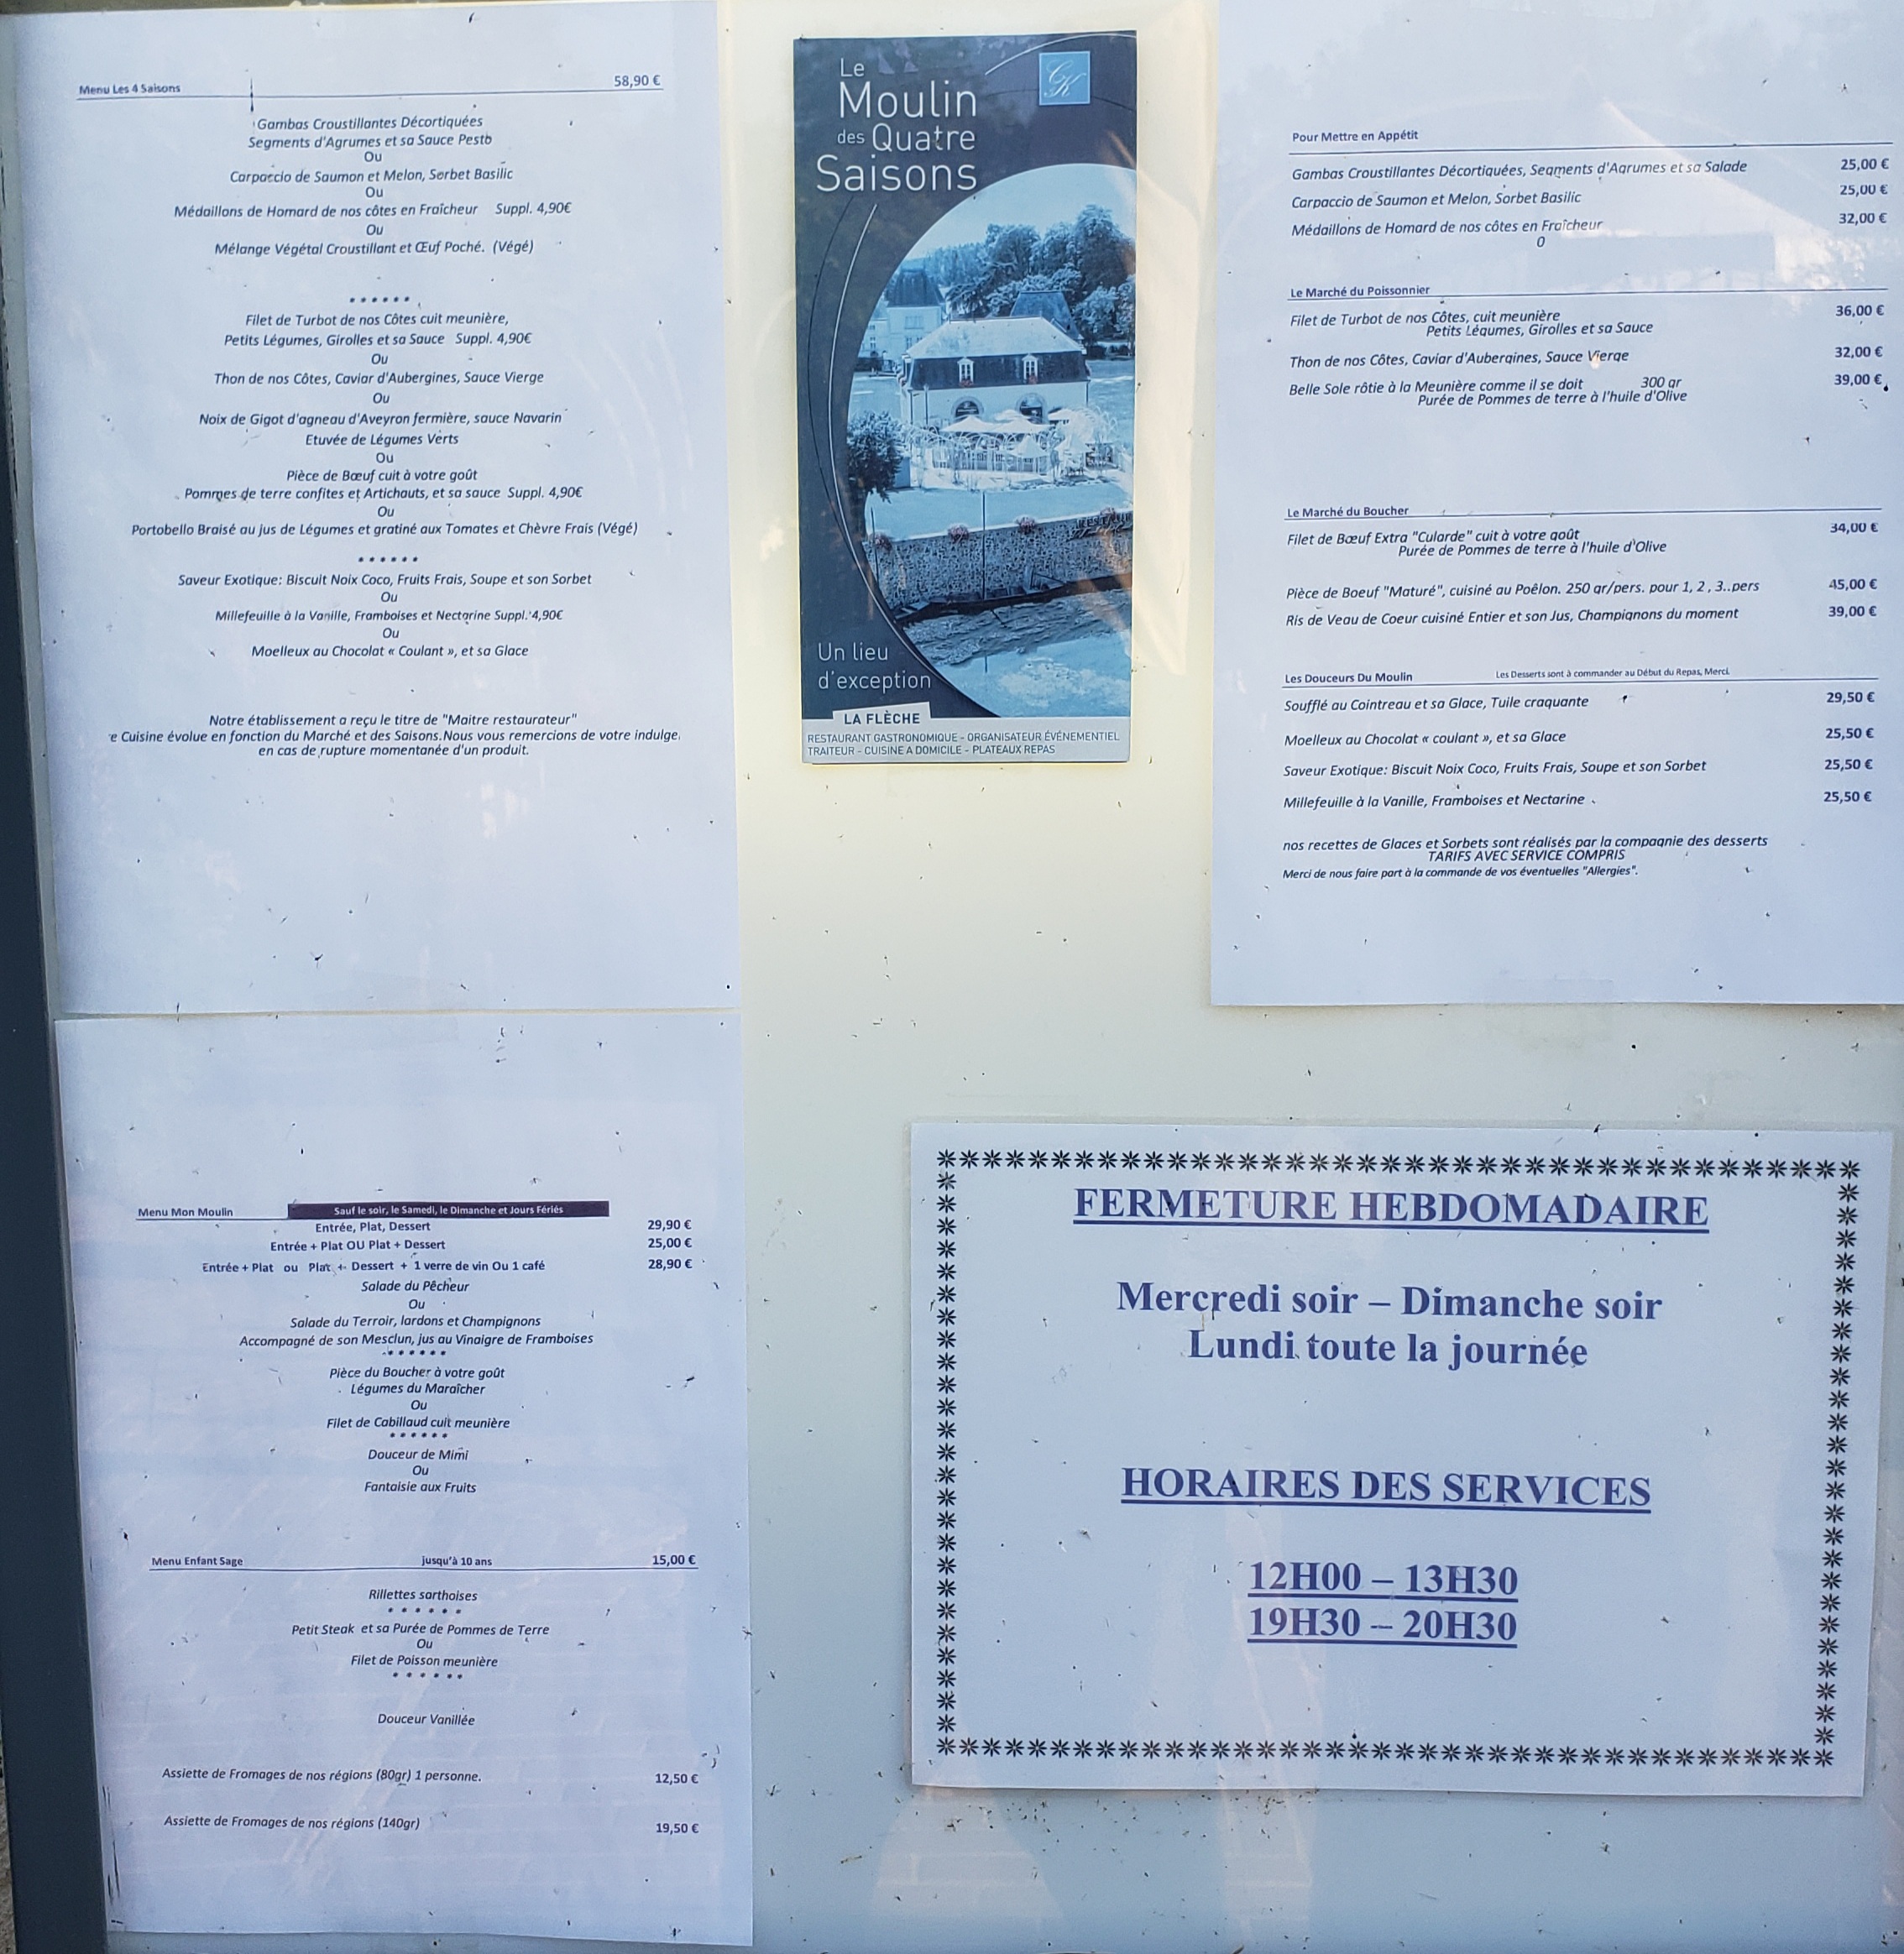 Menu Les 4 Saisons 58,90 €
Gambas Croustillantes Décortiquées
Segments d'Agrumes et sa Sauce Pesto
Ou
Carpaccio de Saumon et Melon, Sorbet Basilic
Ou
Médaillons de Homard de nos côtes en Fraîcheur Suppl. 4,90€
Ou
Mélange Végétal Croustillant et Œuf Poché. (Végé)
******
Filet de Turbot de nos Côtes cuit meunière,
Petits Légumes, Girolles et sa Sauce Suppl. 4,90€
Ou
Thon de nos Côtes, Caviar d'Aubergines, Sauce Vierge
Ou
Noix de Gigot d'agneau d'Aveyron fermière, sauce Navarin
Etuvée de Légumes Verts
Ou
Pièce de Bœuf cuit à votre goût
Pommes de terre confites et Artichauts, et sa sauce Suppl. 4,90€
Ou
Portobello Braisé au jus de Légumes et gratiné aux Tomates et Chèvre Frais (Végé)
******
Saveur Exotique: Biscuit Noix Coco, Fruits Frais, Soupe et son Sorbet
Ou
Millefeuille à la Vanille, Framboises et Nectarine Suppl. 4,90€
Ou
Moelleux au Chocolat « Coulant », et sa Glace
Notre établissement a reçu le titre de "Maitre restaurateur"
e Cuisine évolue en fonction du Marché et des Saisons.Nous vous remercions de votre indulge
en cas de rupture momentanée d'un produit.
Le
Moulin
des Quatre
Saisons
GK
Un lieu
d'exception
LA FLÈCHE
RESTAURANT GASTRONOMIQUE - ORGANISATEUR ÉVÉNEMENTIEL
TRAITEUR - CUISINE A DOMICILE - PLATEAUX REPAS
Pour Mettre en Appétit
Gambas Croustillantes Décortiquées, Segments d'Agrumes et sa Salade 25,00 €
Carpaccio de Saumon et Melon, Sorbet Basilic 25,00 €
Médaillons de Homard de nos côtes en Fraîcheur 32,00 €
0
Le Marché du Poissonnier
Filet de Turbot de nos Côtes, cuit meunière 36,00 €
Petits Légumes, Girolles et sa Sauce
Thon de nos Côtes, Caviar d'Aubergines, Sauce Vierge 32,00 €
Belle Sole rôtie à la Meunière comme il se doit 300 gr 39,00 €
Purée de Pommes de terre à l'huile d'Olive
Le Marché du Boucher
Filet de Bœuf Extra "Cularde" cuit à votre goût 34,00 €
Purée de Pommes de terre à l'huile d'Olive
Pièce de Boeuf "Maturé", cuisiné au Poêlon. 250 gr/pers. pour 1, 2 , 3..pers 45,00 €
Ris de Veau de Coeur cuisiné Entier et son Jus, Champignons du moment 39,00 €
Les Douceurs Du Moulin Les Desserts sont à commander au Début du Repas, Merci.
Soufflé au Cointreau et sa Glace, Tuile craquante 29,50 €
Moelleux au Chocolat « coulant », et sa Glace 25,50 €
Saveur Exotique: Biscuit Noix Coco, Fruits Frais, Soupe et son Sorbet 25,50 €
Millefeuille à la Vanille, Framboises et Nectarine 25,50 €
nos recettes de Glaces et Sorbets sont réalisés par la compagnie des desserts
TARIFS AVEC SERVICE COMPRIS
Merci de nous faire part à la commande de vos éventuelles "Allergies".
Menu Mon Moulin Sauf le soir, le Samedi, le Dimanche et Jours Fériés
Entrée, Plat, Dessert 29,90 €
Entrée + Plat OU Plat + Dessert 25,00 €
Entrée + Plat ou Plat + Dessert + 1 verre de vin Ou 1 café 28,90 €
Salade du Pêcheur
Ou
Salade du Terroir, lardons et Champignons
Accompagné de son Mesclun, jus au Vinaigre de Framboises
******
Pièce du Boucher à votre goût
Légumes du Maraîcher
Ou
Filet de Cabillaud cuit meunière
******
Douceur de Mimi
Ou
Fantaisie aux Fruits
Menu Enfant Sage jusqu'à 10 ans 15,00 €
Rillettes sarthoises
******
Petit Steak et sa Purée de Pommes de Terre
Ou
Filet de Poisson meunière
******
Douceur Vanillée
Assiette de Fromages de nos régions (80gr) 1 personne. 12,50 €
Assiette de Fromages de nos régions (140gr) 19,50 €
FERMETURE HEBDOMADAIRE
Mercredi soir – Dimanche soir
Lundi toute la journée
HORAIRES DES SERVICES
12H00 – 13H30
19H30 – 20H30